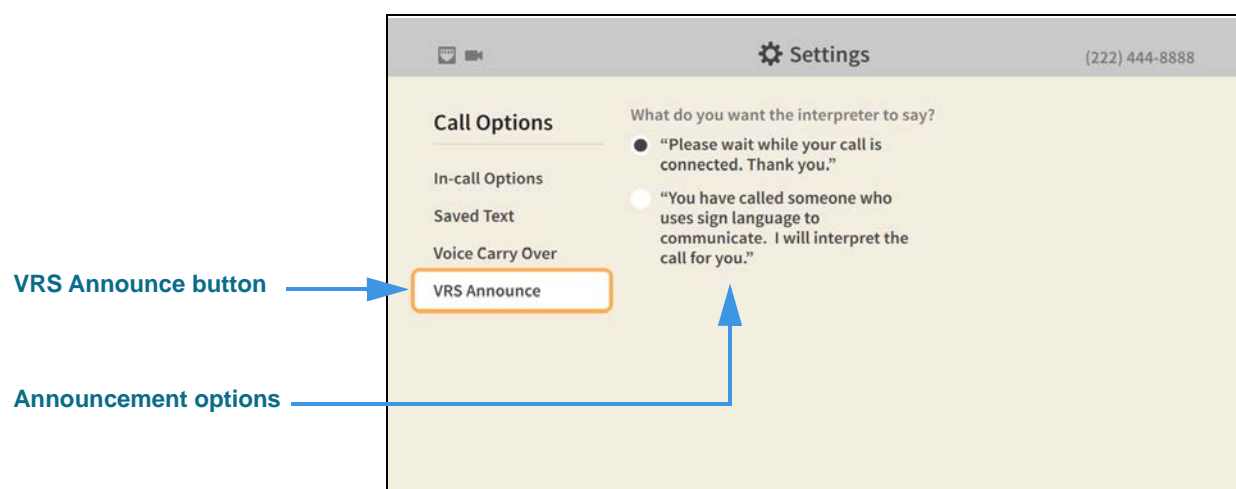 Settings
(222) 444-8888
Call Options
In-call Options
Saved Text
Voice Carry Over
VRS Announce
What do you want the interpreter to say?
“Please wait while your call is
connected. Thank you.”
“You have called someone who
uses sign language to
communicate.  I will interpret the
call for you.”
VRS Announce button
Announcement options